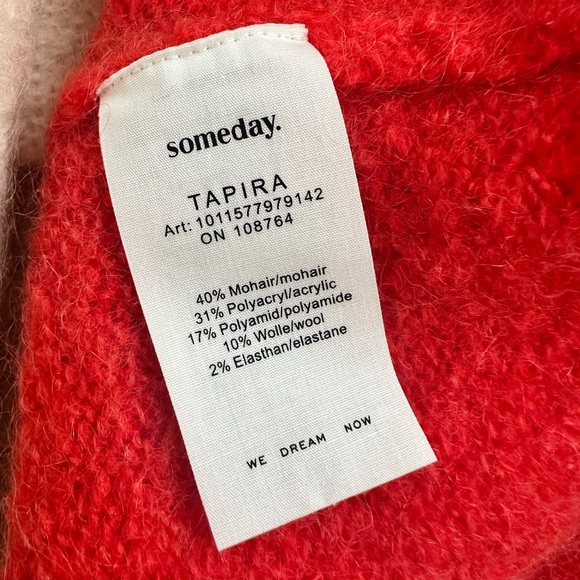 someday.
TAPIRA
Art: 1011577979142
ON 108764
40% Mohair/mohair
31% Polyacryl/acrylic
17% Polyamid/polyamide
10% Wolle/wool
2% Elasthan/elastane
WE DREAM NOW